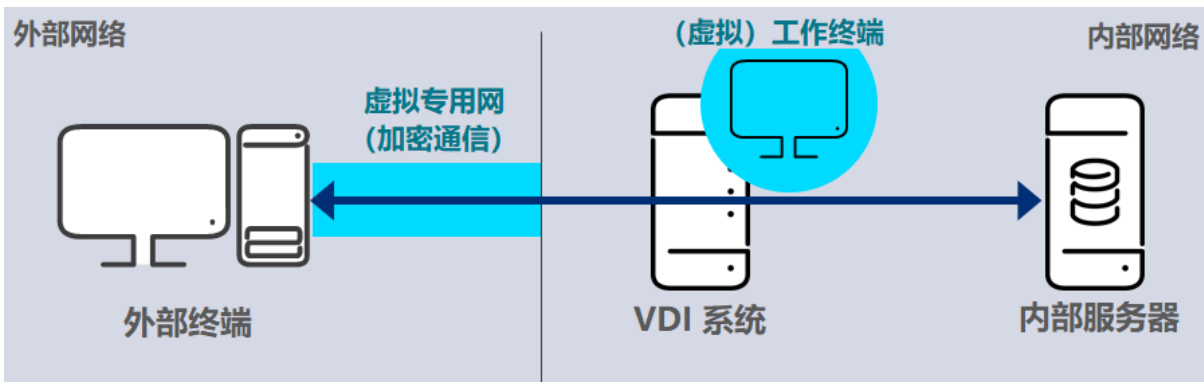 外部网络
（虚拟）工作终端
内部网络
虚拟专用网
(加密通信)
外部终端
VDI 系统
内部服务器